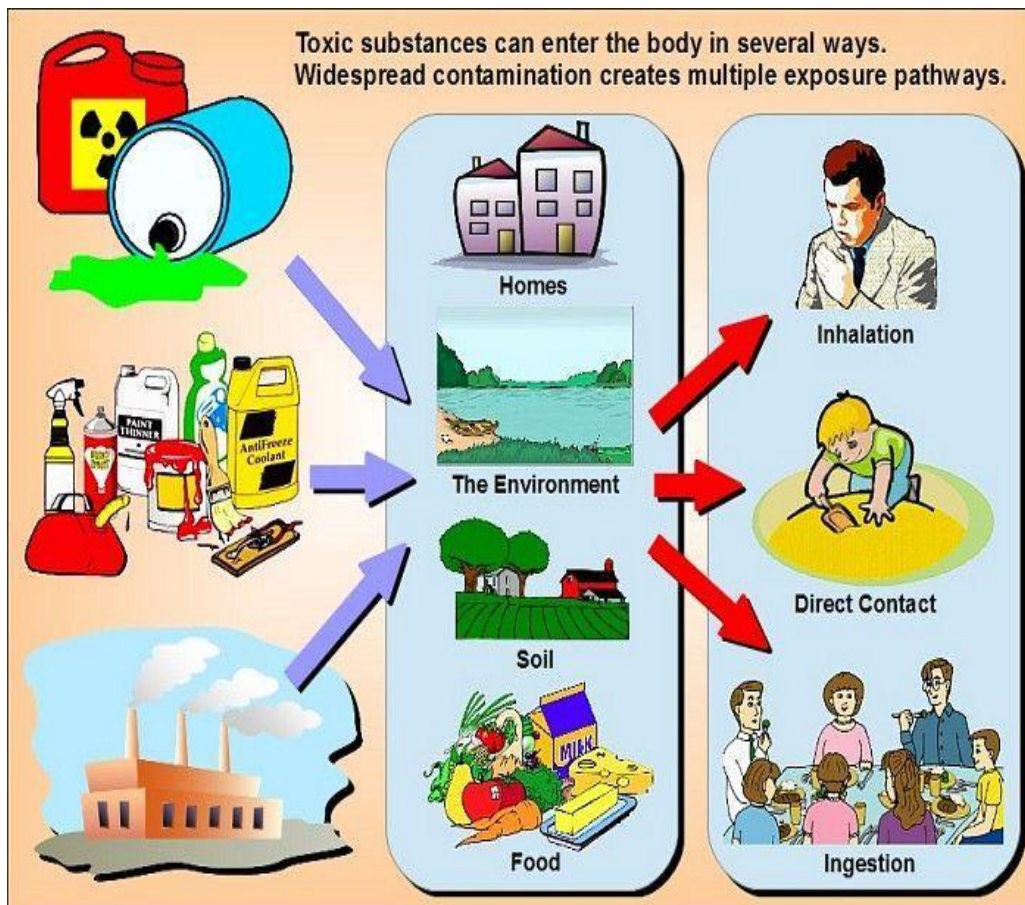 Toxic substances can enter the body in several ways.
Widespread contamination creates multiple exposure pathways.
Homes
Inhalation
PAINT
THINNER
AntiFreeze
Coolant
The Environment
Direct Contact
Soil
MILK
Food
Ingestion